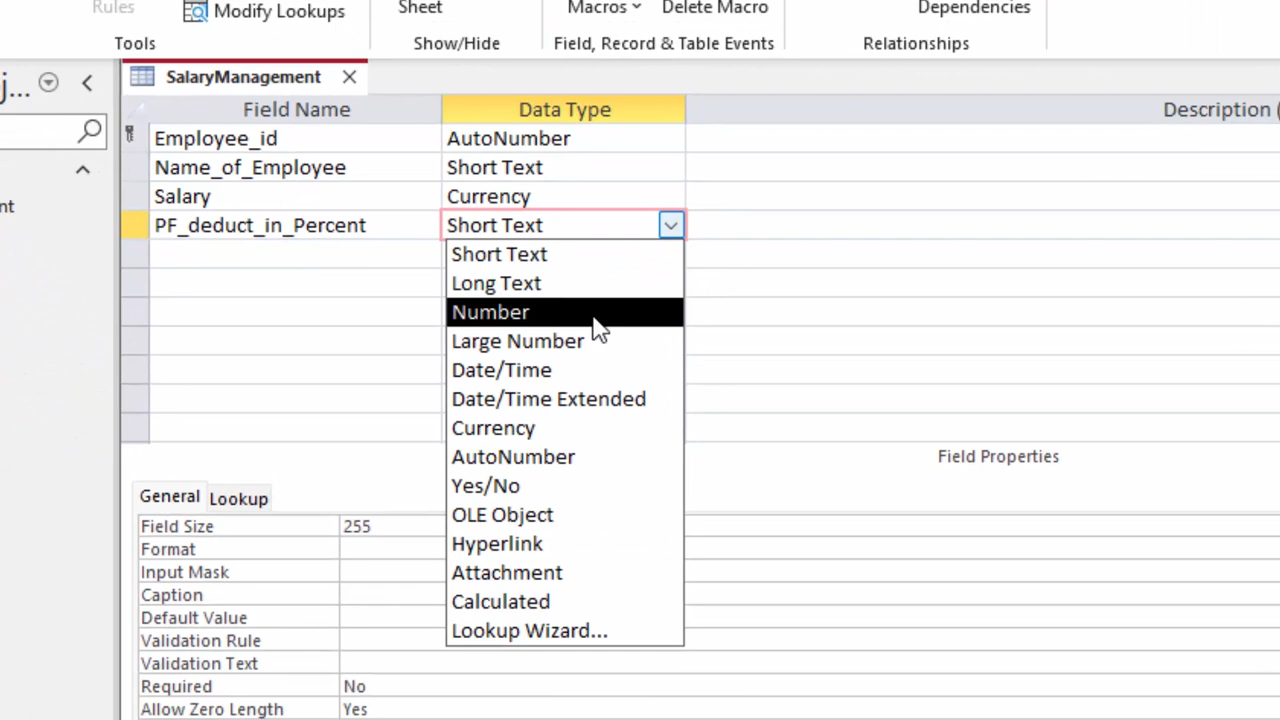 Rules
Modify Lookups
Sheet
Macros
Delete Macro
Dependencies
Tools
Show/Hide
Field, Record & Table Events
Relationships
j...
SalaryManagement
Field Name
Data Type
Description (
Employee_id
AutoNumber
Name_of_Employee
Short Text
Salary
Currency
nt
PF_deduct_in_Percent
Short Text
Short Text
Long Text
Number
Large Number
Date/Time
Date/Time Extended
Currency
AutoNumber
Yes/No
OLE Object
Hyperlink
Attachment
Calculated
Lookup Wizard...
Field Properties
General
Lookup
Field Size
255
Format
Input Mask
Caption
Default Value
Validation Rule
Validation Text
Required
No
Allow Zero Length
Yes